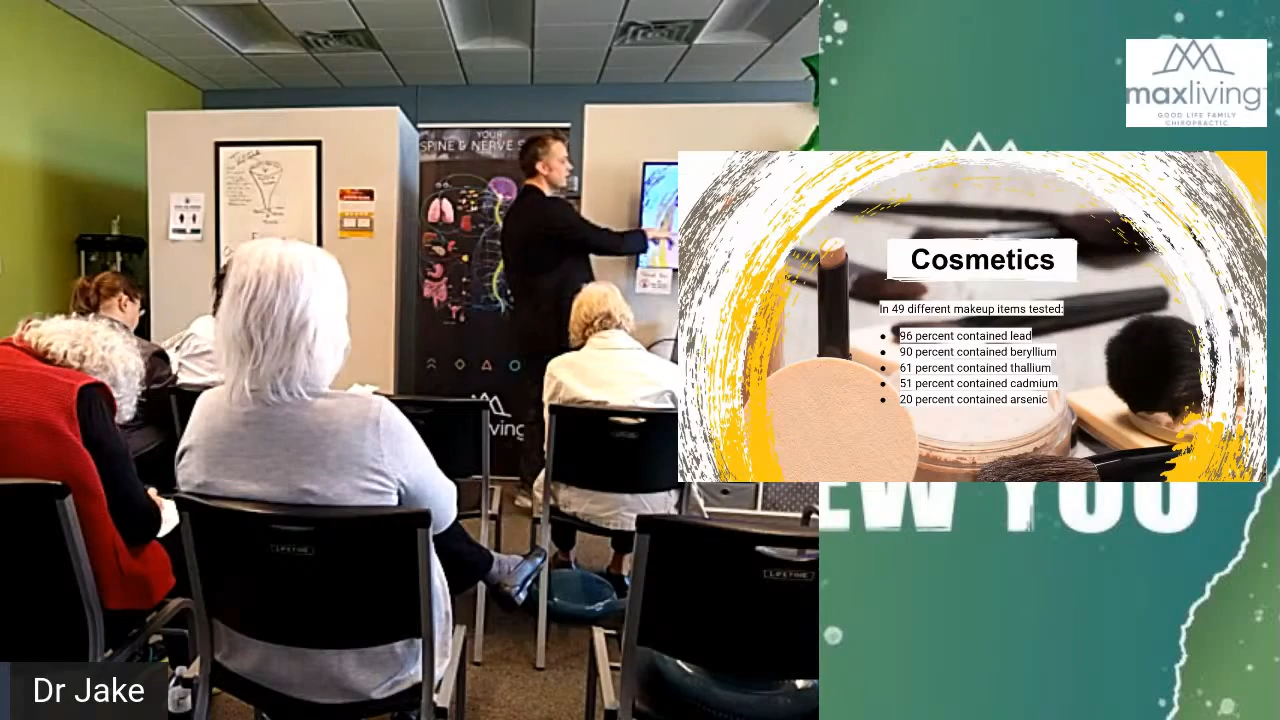 maxliving
GOOD LIFE FAMILY
CHIROPRACTIC
YOUR
SPINE & NERVE S
Cosmetics
In 49 different makeup items tested:
● 96 percent contained lead
● 90 percent contained beryllium
● 61 percent contained thallium
● 51 percent contained cadmium
● 20 percent contained arsenic
ving
EW YOU
LIFETIME
LIFETIME
Dr Jake